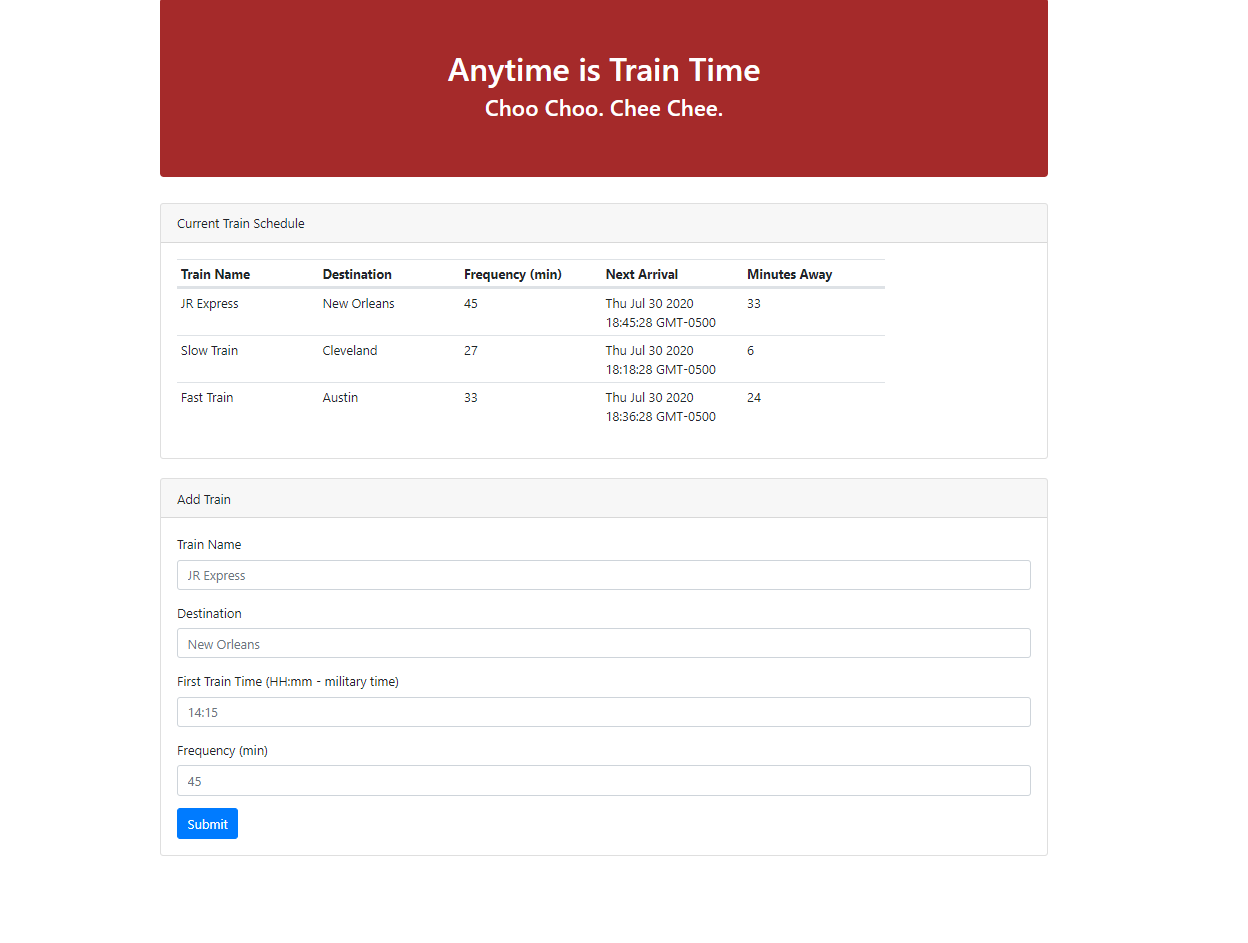 Anytime is Train Time
Choo Choo. Chee Chee.
Current Train Schedule
Train Name Destination Frequency (min) Next Arrival Minutes Away
JR Express New Orleans 45 Thu Jul 30 2020 33
18:45:28 GMT-0500
Slow Train Cleveland 27 Thu Jul 30 2020 6
18:18:28 GMT-0500
Fast Train Austin 33 Thu Jul 30 2020 24
18:36:28 GMT-0500
Add Train
Train Name
JR Express
Destination
New Orleans
First Train Time (HH:mm - military time)
14:15
Frequency (min)
45
Submit